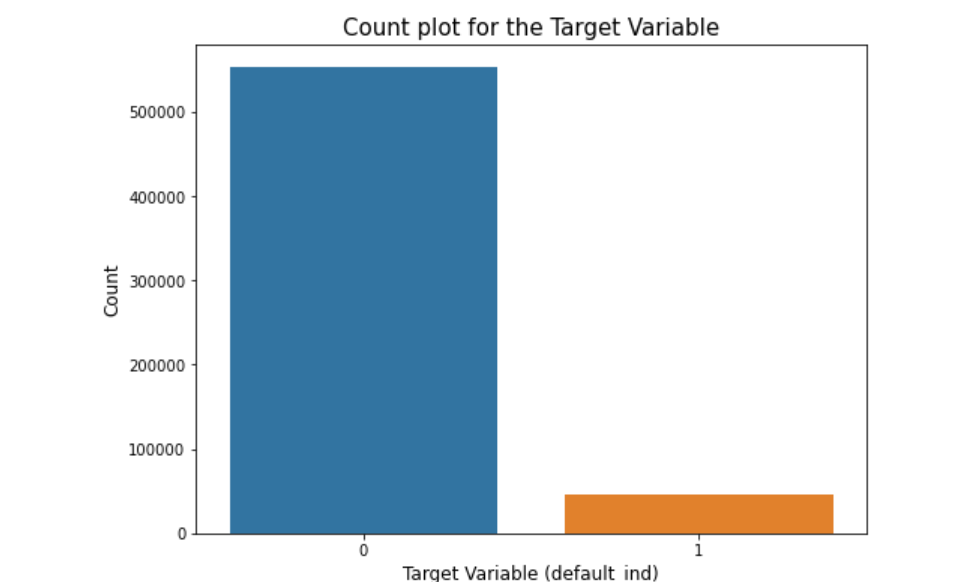 Count plot for the Target Variable
500000
400000
300000
200000
100000
0
Count
0 1
Target Variable (default_ind)